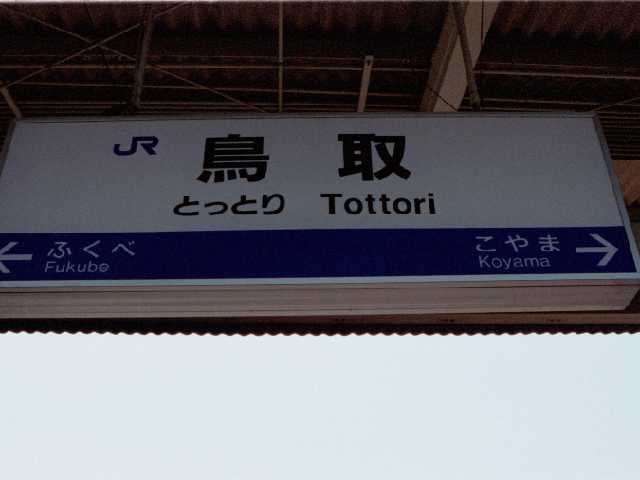 JR 鳥取
とっとり Tottori
← ふくべ こやま →
Fukube Koyama